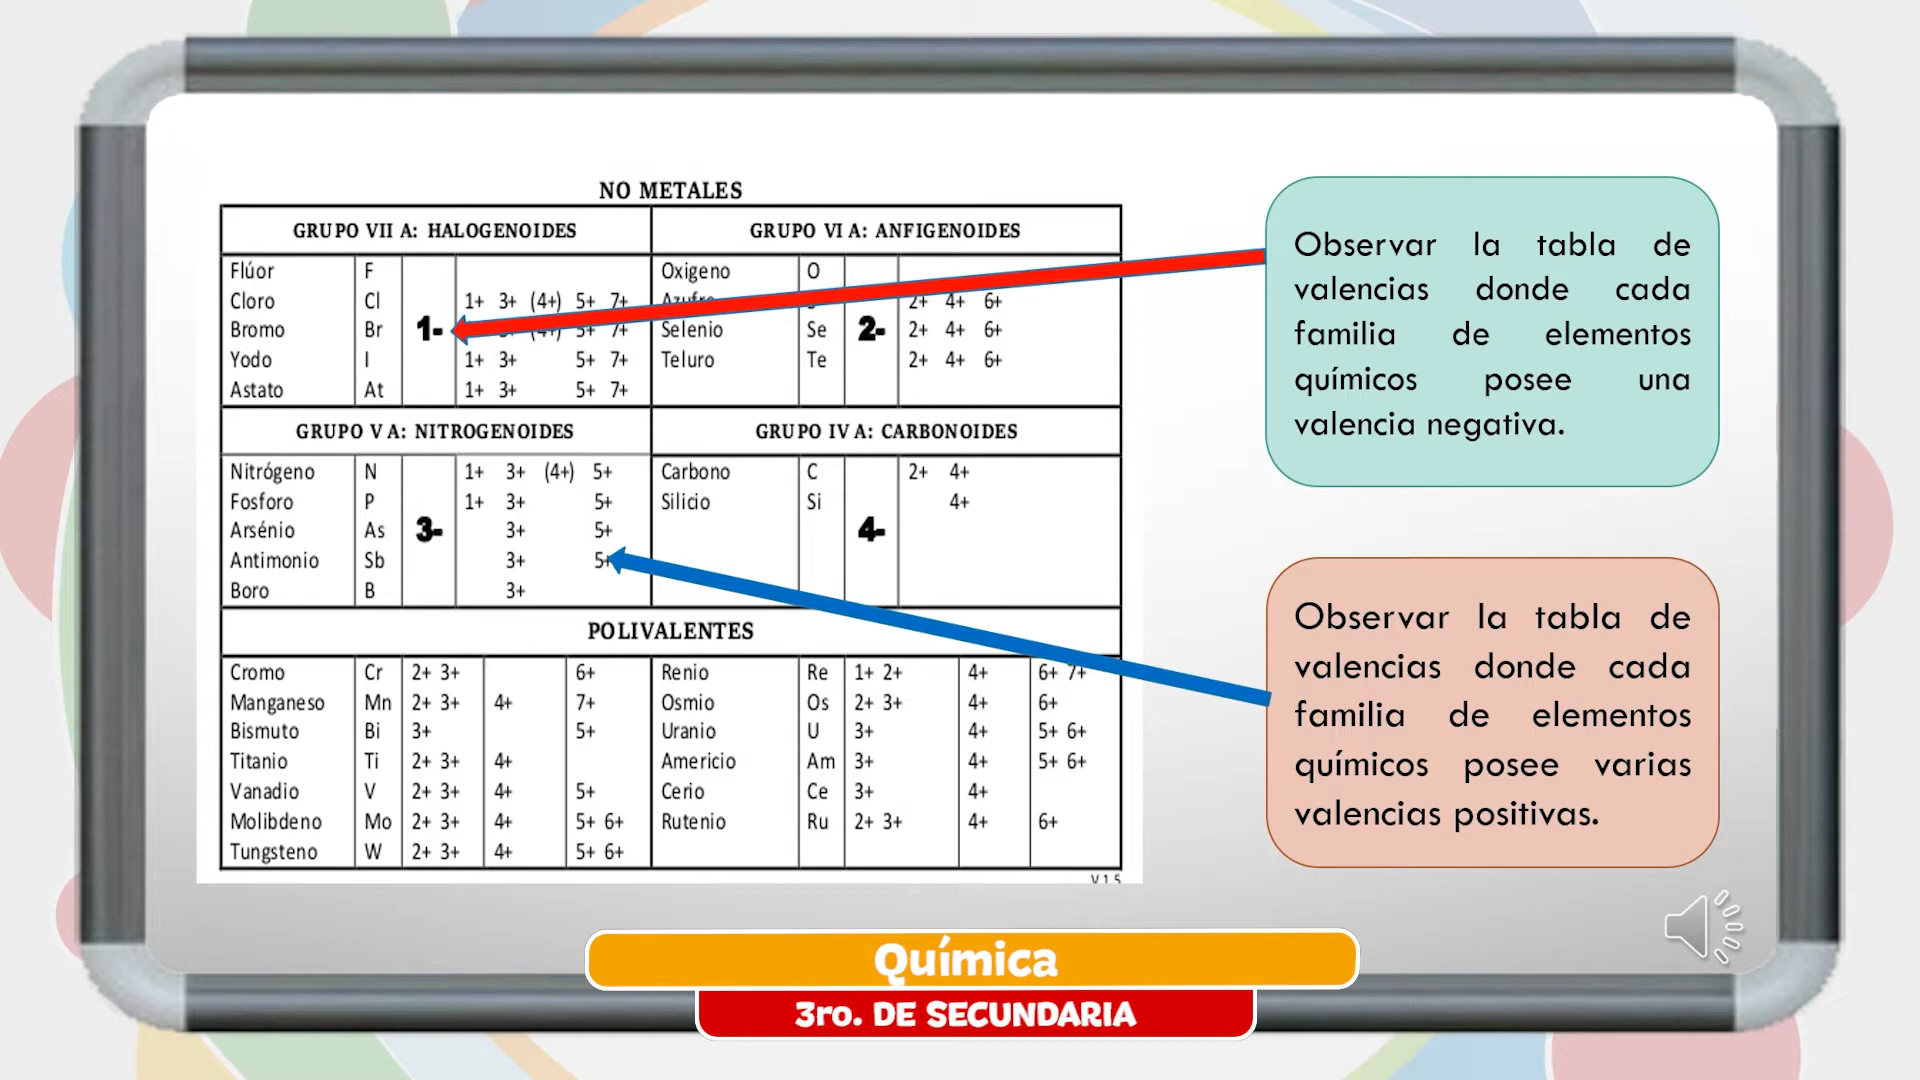 NO METALES
GRUPO VII A: HALOGENOIDES GRUPO VI A: ANFIGENOIDES
Flúor F Oxigeno O
Cloro Cl 1+ 3+ (4+) 5+ 7+ 2+ 4+ 6+
Bromo Br 1- 5+ 7+ Selenio Se 2- 2+ 4+ 6+
Yodo I 1+ 3+ 5+ 7+ Teluro Te 2+ 4+ 6+
Astato At 1+ 3+ 5+ 7+
GRUPO V A: NITROGENOIDES GRUPO IV A: CARBONOIDES
Nitrógeno N 1+ 3+ (4+) 5+ Carbono C 2+ 4+
Fosforo P 1+ 3+ 5+ Silicio Si 4+
Arsénio As 3- 3+ 5+ 4-
Antimonio Sb 3+ 5+
Boro B 3+
POLIVALENTES
Cromo Cr 2+ 3+ 6+ Renio Re 1+ 2+ 4+ 6+ 7+
Manganeso Mn 2+ 3+ 4+ 7+ Osmio Os 2+ 3+ 4+ 6+
Bismuto Bi 3+ 5+ Uranio U 3+ 4+ 5+ 6+
Titanio Ti 2+ 3+ 4+ Americio Am 3+ 4+ 5+ 6+
Vanadio V 2+ 3+ 4+ 5+ Cerio Ce 3+ 4+
Molibdeno Mo 2+ 3+ 4+ 5+ 6+ Rutenio Ru 2+ 3+ 4+ 6+
Tungsteno W 2+ 3+ 4+ 5+ 6+
V 1.5
Observar la tabla de
valencias donde cada
familia de elementos
químicos posee una
valencia negativa.
Observar la tabla de
valencias donde cada
familia de elementos
químicos posee varias
valencias positivas.
Química
3ro. DE SECUNDARIA